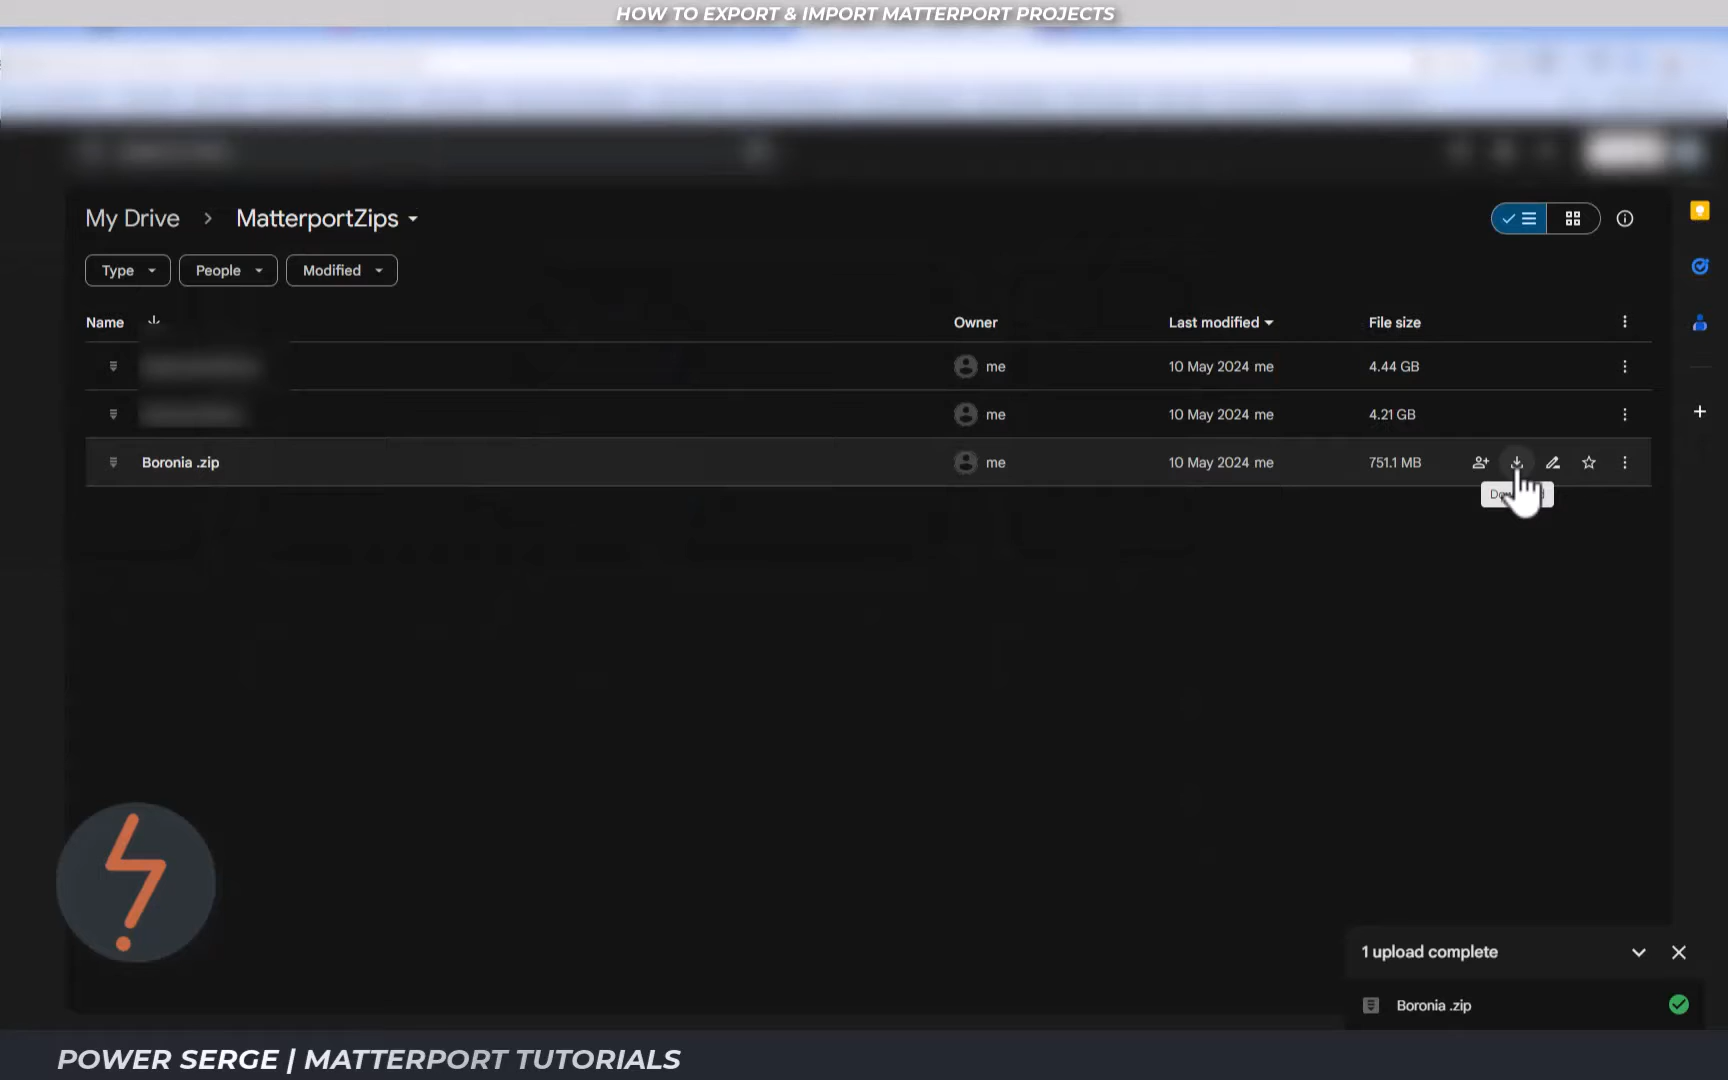 HOW TO EXPORT & IMPORT MATTERPORT PROJECTS
My Drive > MatterportZips
Type People Modified
Name Owner Last modified File size
me 10 May 2024 me 4.44 GB
me 10 May 2024 me 4.21 GB
Boronia .zip me 10 May 2024 me 751.1 MB
1 upload complete
Boronia .zip
POWER SERGE | MATTERPORT TUTORIALS